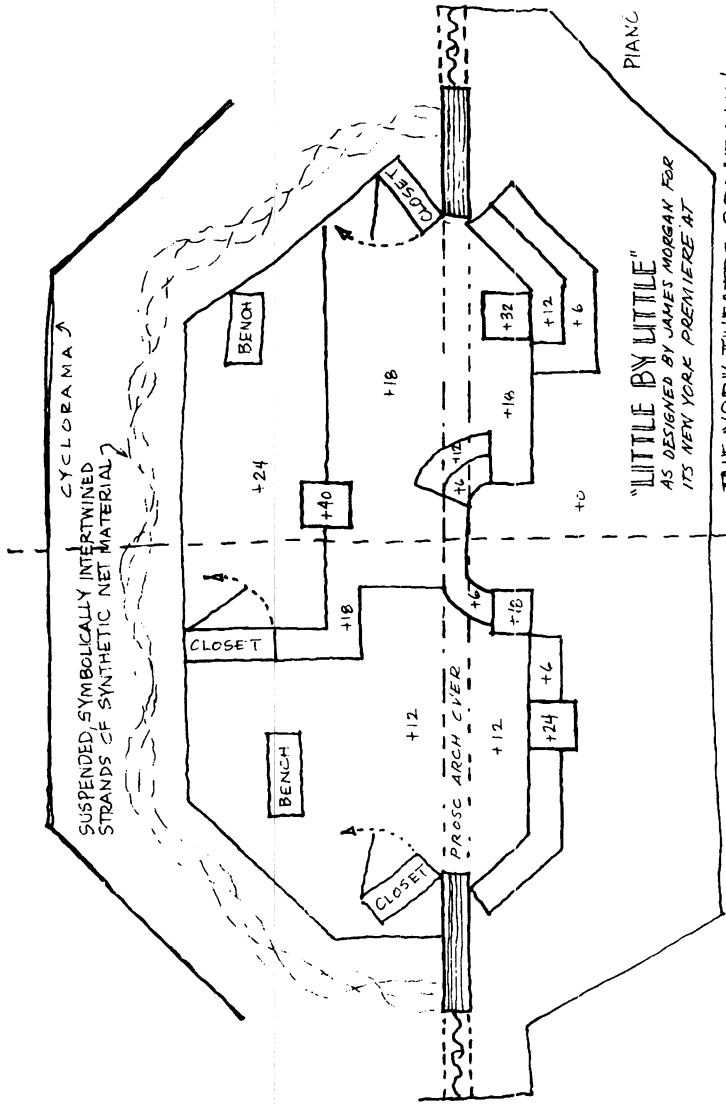 CYCLORAMA
SUSPENDED, SYMBOLICALLY INTERTWINED
STRANDS OF SYNTHETIC NET MATERIAL
CLOSET
BENCH
+24
+40
+18
+18
BENCH
CLOSET
+12
CLOSET
PROSC ARCH OVER
+6
+12
+6
+18
+32
+12
+6
+12
+18
+6
+24
+0
PIANO
"LITTLE BY LITTLE"
AS DESIGNED BY JAMES MORGAN FOR
ITS NEW YORK PREMIERE AT